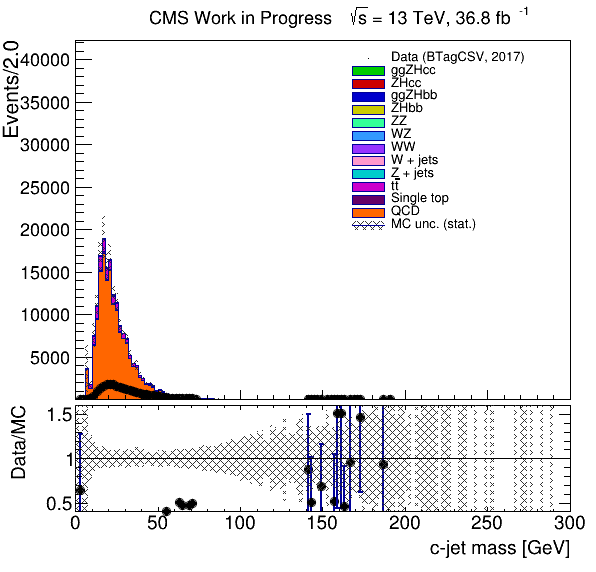 CMS Work in Progress √s = 13 TeV, 36.8 fb -1
Events/2.0
40000
35000
30000
25000
20000
15000
10000
5000
Data (BTagCSV, 2017)
ggZHcc
ZHcc
ggZHbb
ZHbb
ZZ
WZ
WW
W + jets
Z + jets
tt̅
Single top
QCD
MC unc. (stat.)
Data/MC
1.5
1
0.5
0 50 100 150 200 250 300
c-jet mass [GeV]